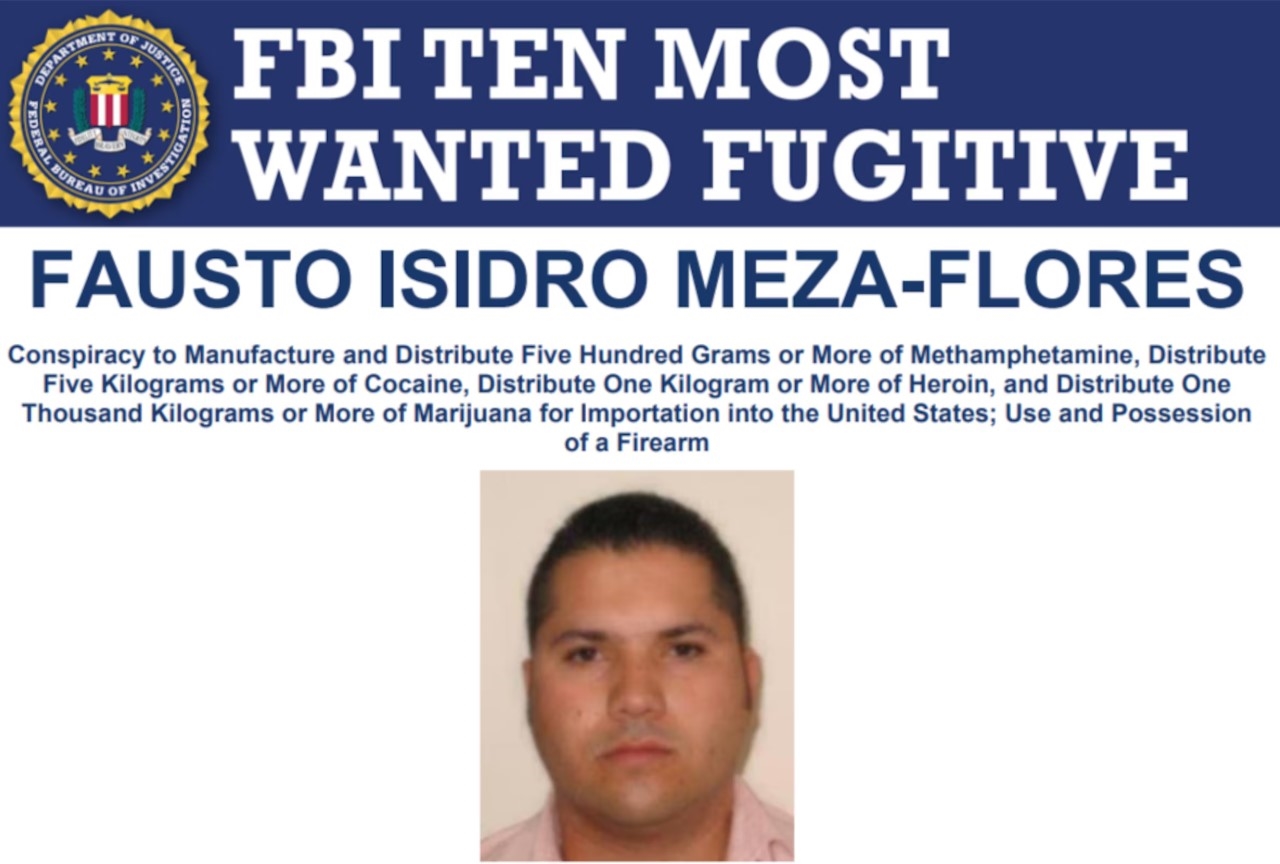 DEPARTMENT OF JUSTICE
FEDERAL BUREAU OF INVESTIGATION
FBI TEN MOST
WANTED FUGITIVE
FAUSTO ISIDRO MEZA-FLORES
Conspiracy to Manufacture and Distribute Five Hundred Grams or More of Methamphetamine, Distribute
Five Kilograms or More of Cocaine, Distribute One Kilogram or More of Heroin, and Distribute One
Thousand Kilograms or More of Marijuana for Importation into the United States; Use and Possession
of a Firearm